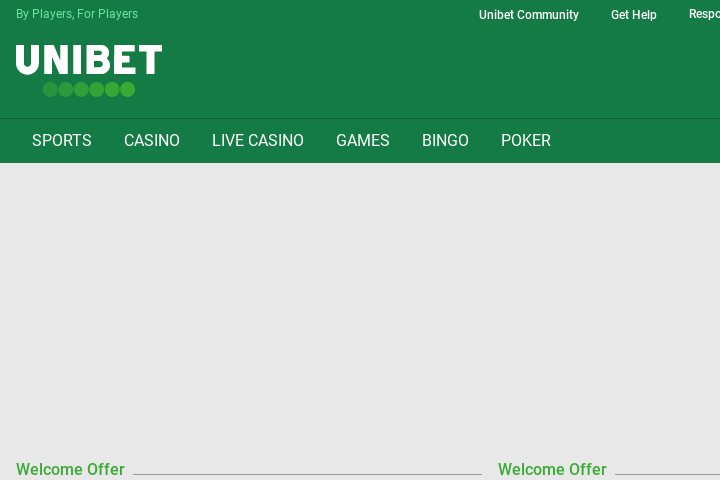 By Players, For Players
Unibet Community
Get Help
UNIBET
SPORTS
CASINO
LIVE CASINO
GAMES
BINGO
POKER
Welcome Offer
Welcome Offer